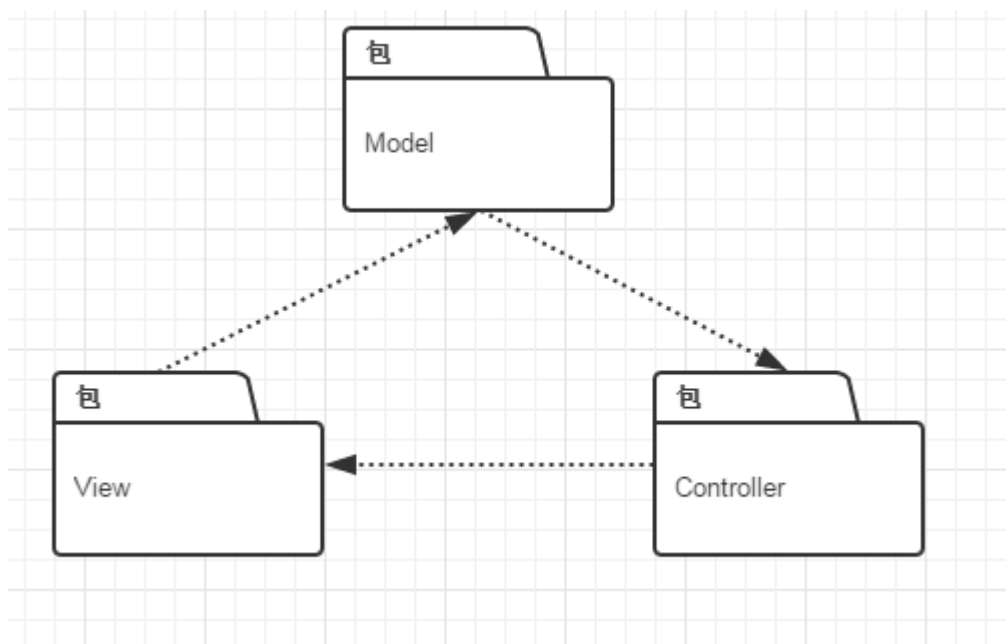 包
Model
包
View
包
Controller